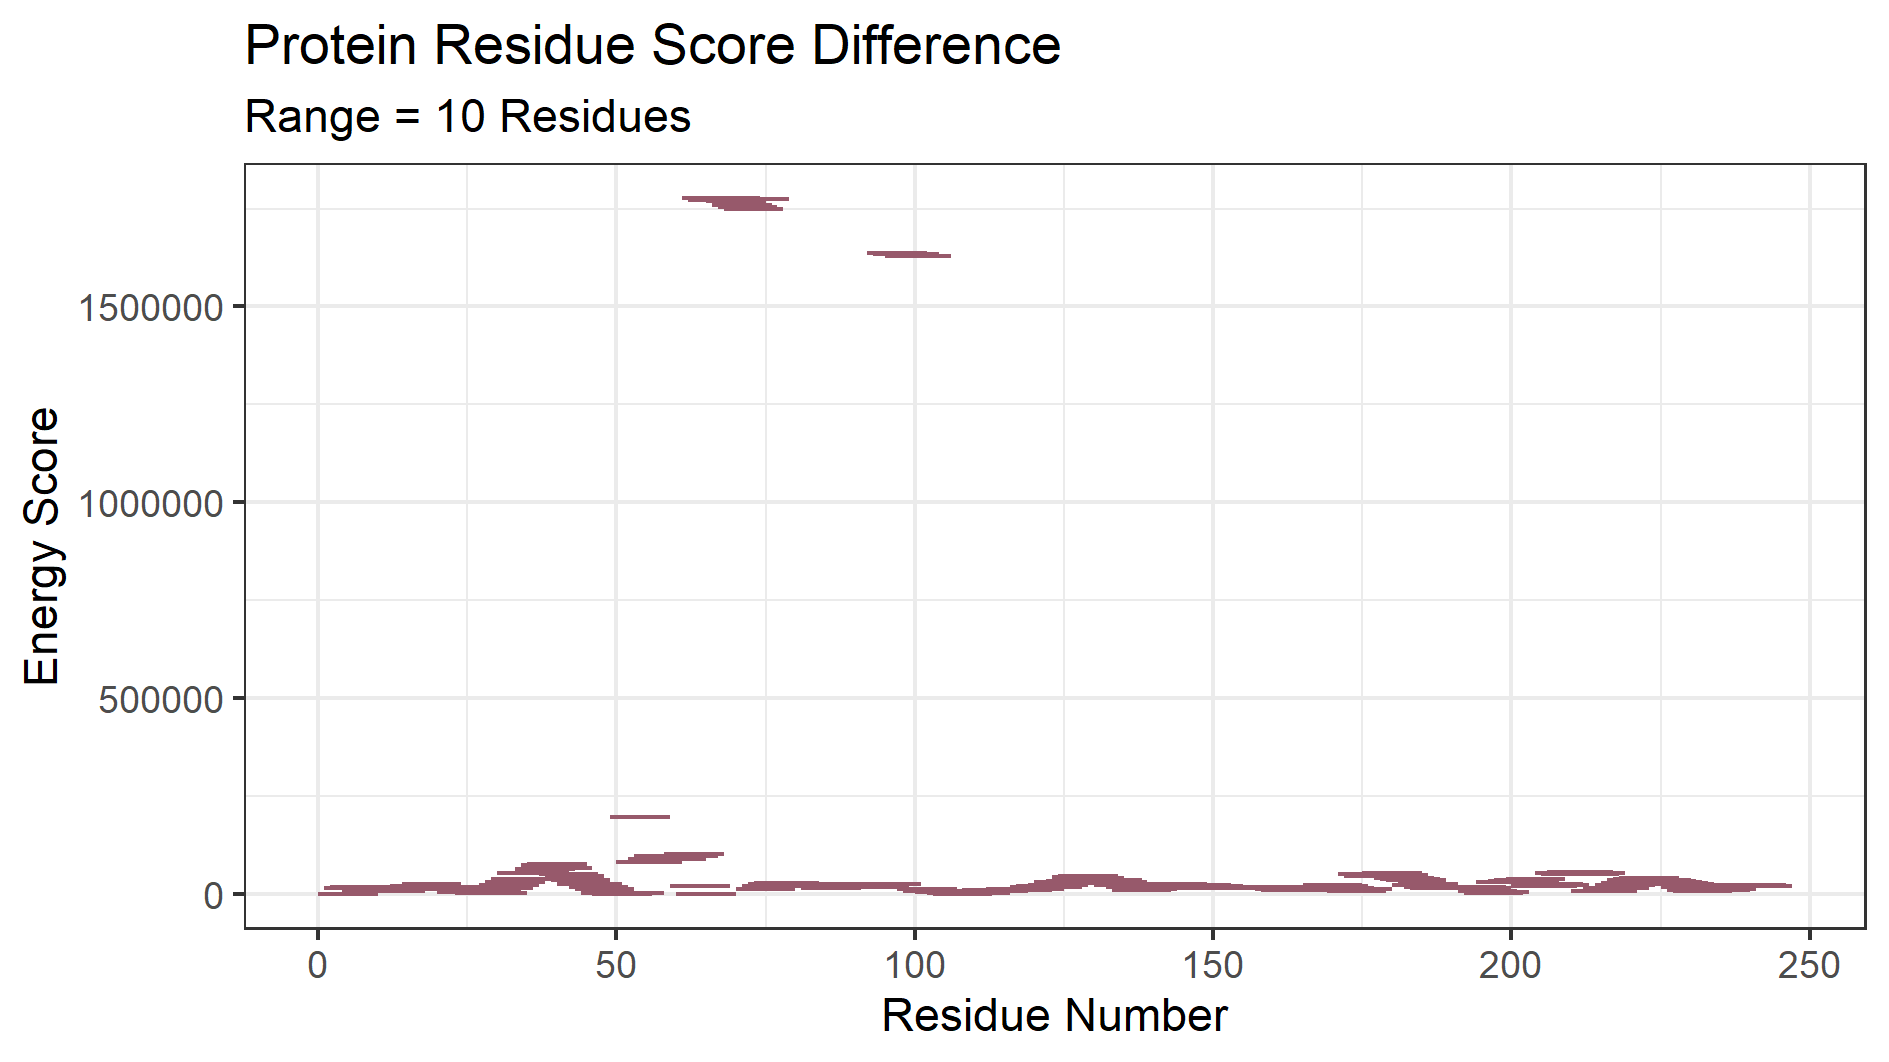 Protein Residue Score Difference
Range = 10 Residues
Energy Score
1500000
1000000
500000
0
0 50 100 150 200 250
Residue Number